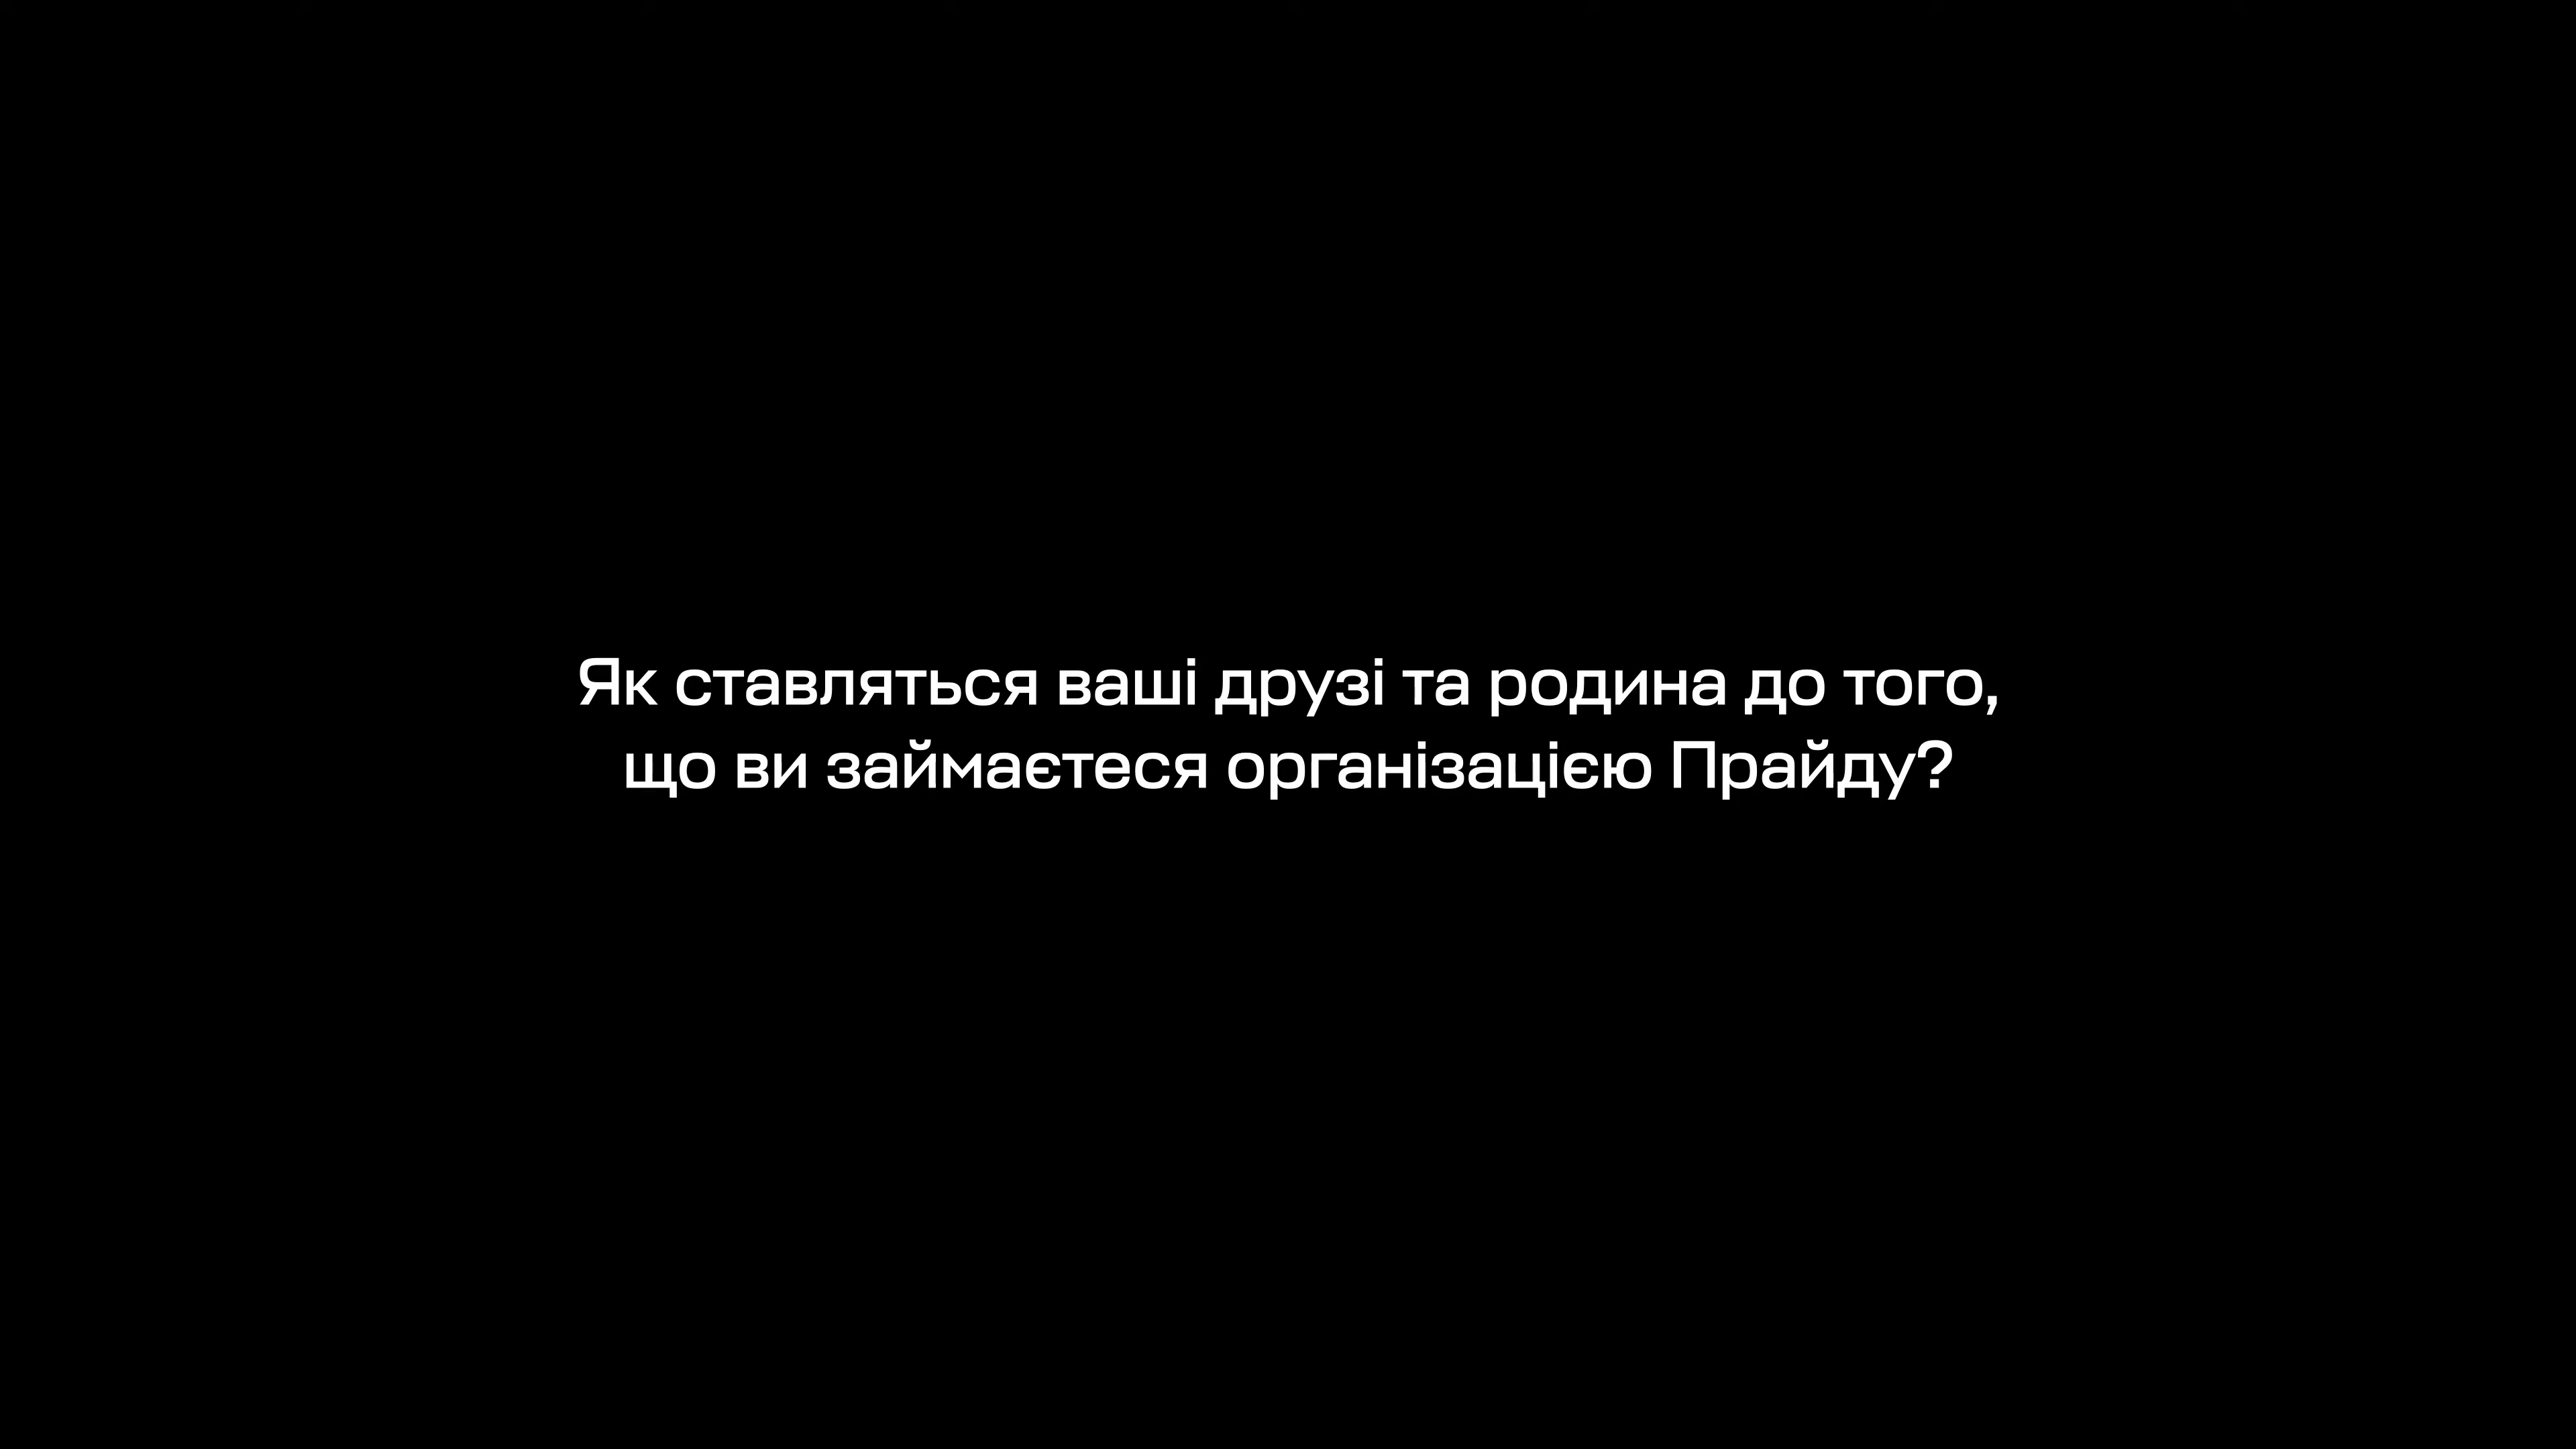 Як ставляться ваші друзі та родина до того,
що ви займаєтеся організацією Прайду?